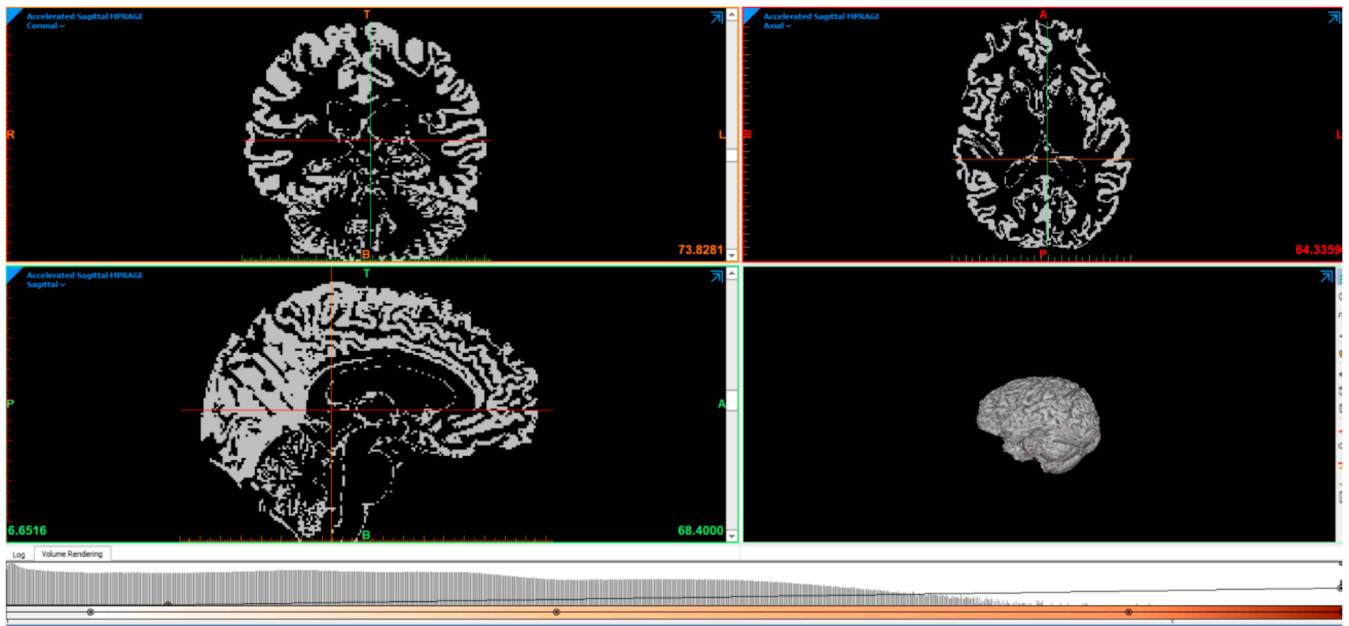 Accelerated Sagittal MPRAGE
Coronal
T
R
L
B
73.8281
Accelerated Sagittal MPRAGE
Axial
A
R
L
P
64.3359
Accelerated Sagittal MPRAGE
Sagittal
T
P
A
B
6.6516
68.4000
Log
Volume Rendering